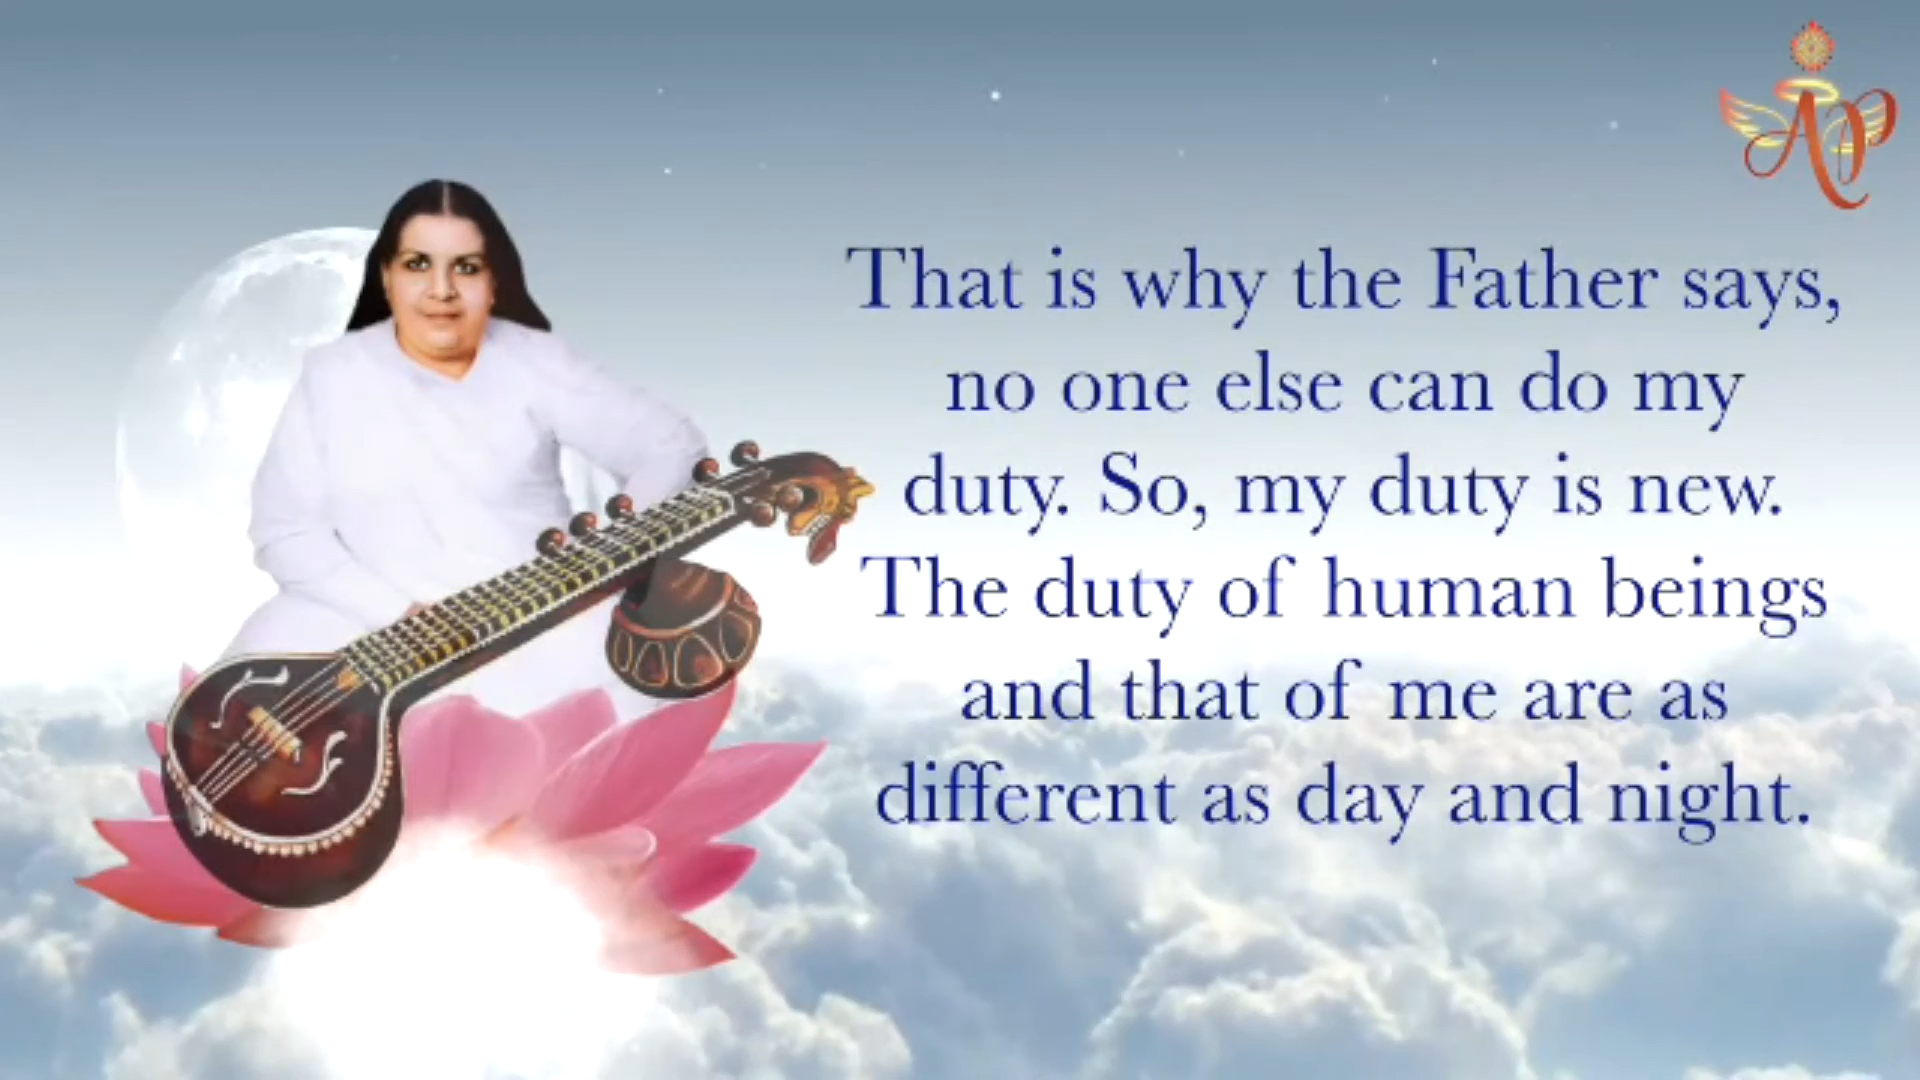 AP
That is why the Father says,
no one else can do my
duty. So, my duty is new.
The duty of human beings
and that of me are as
different as day and night.